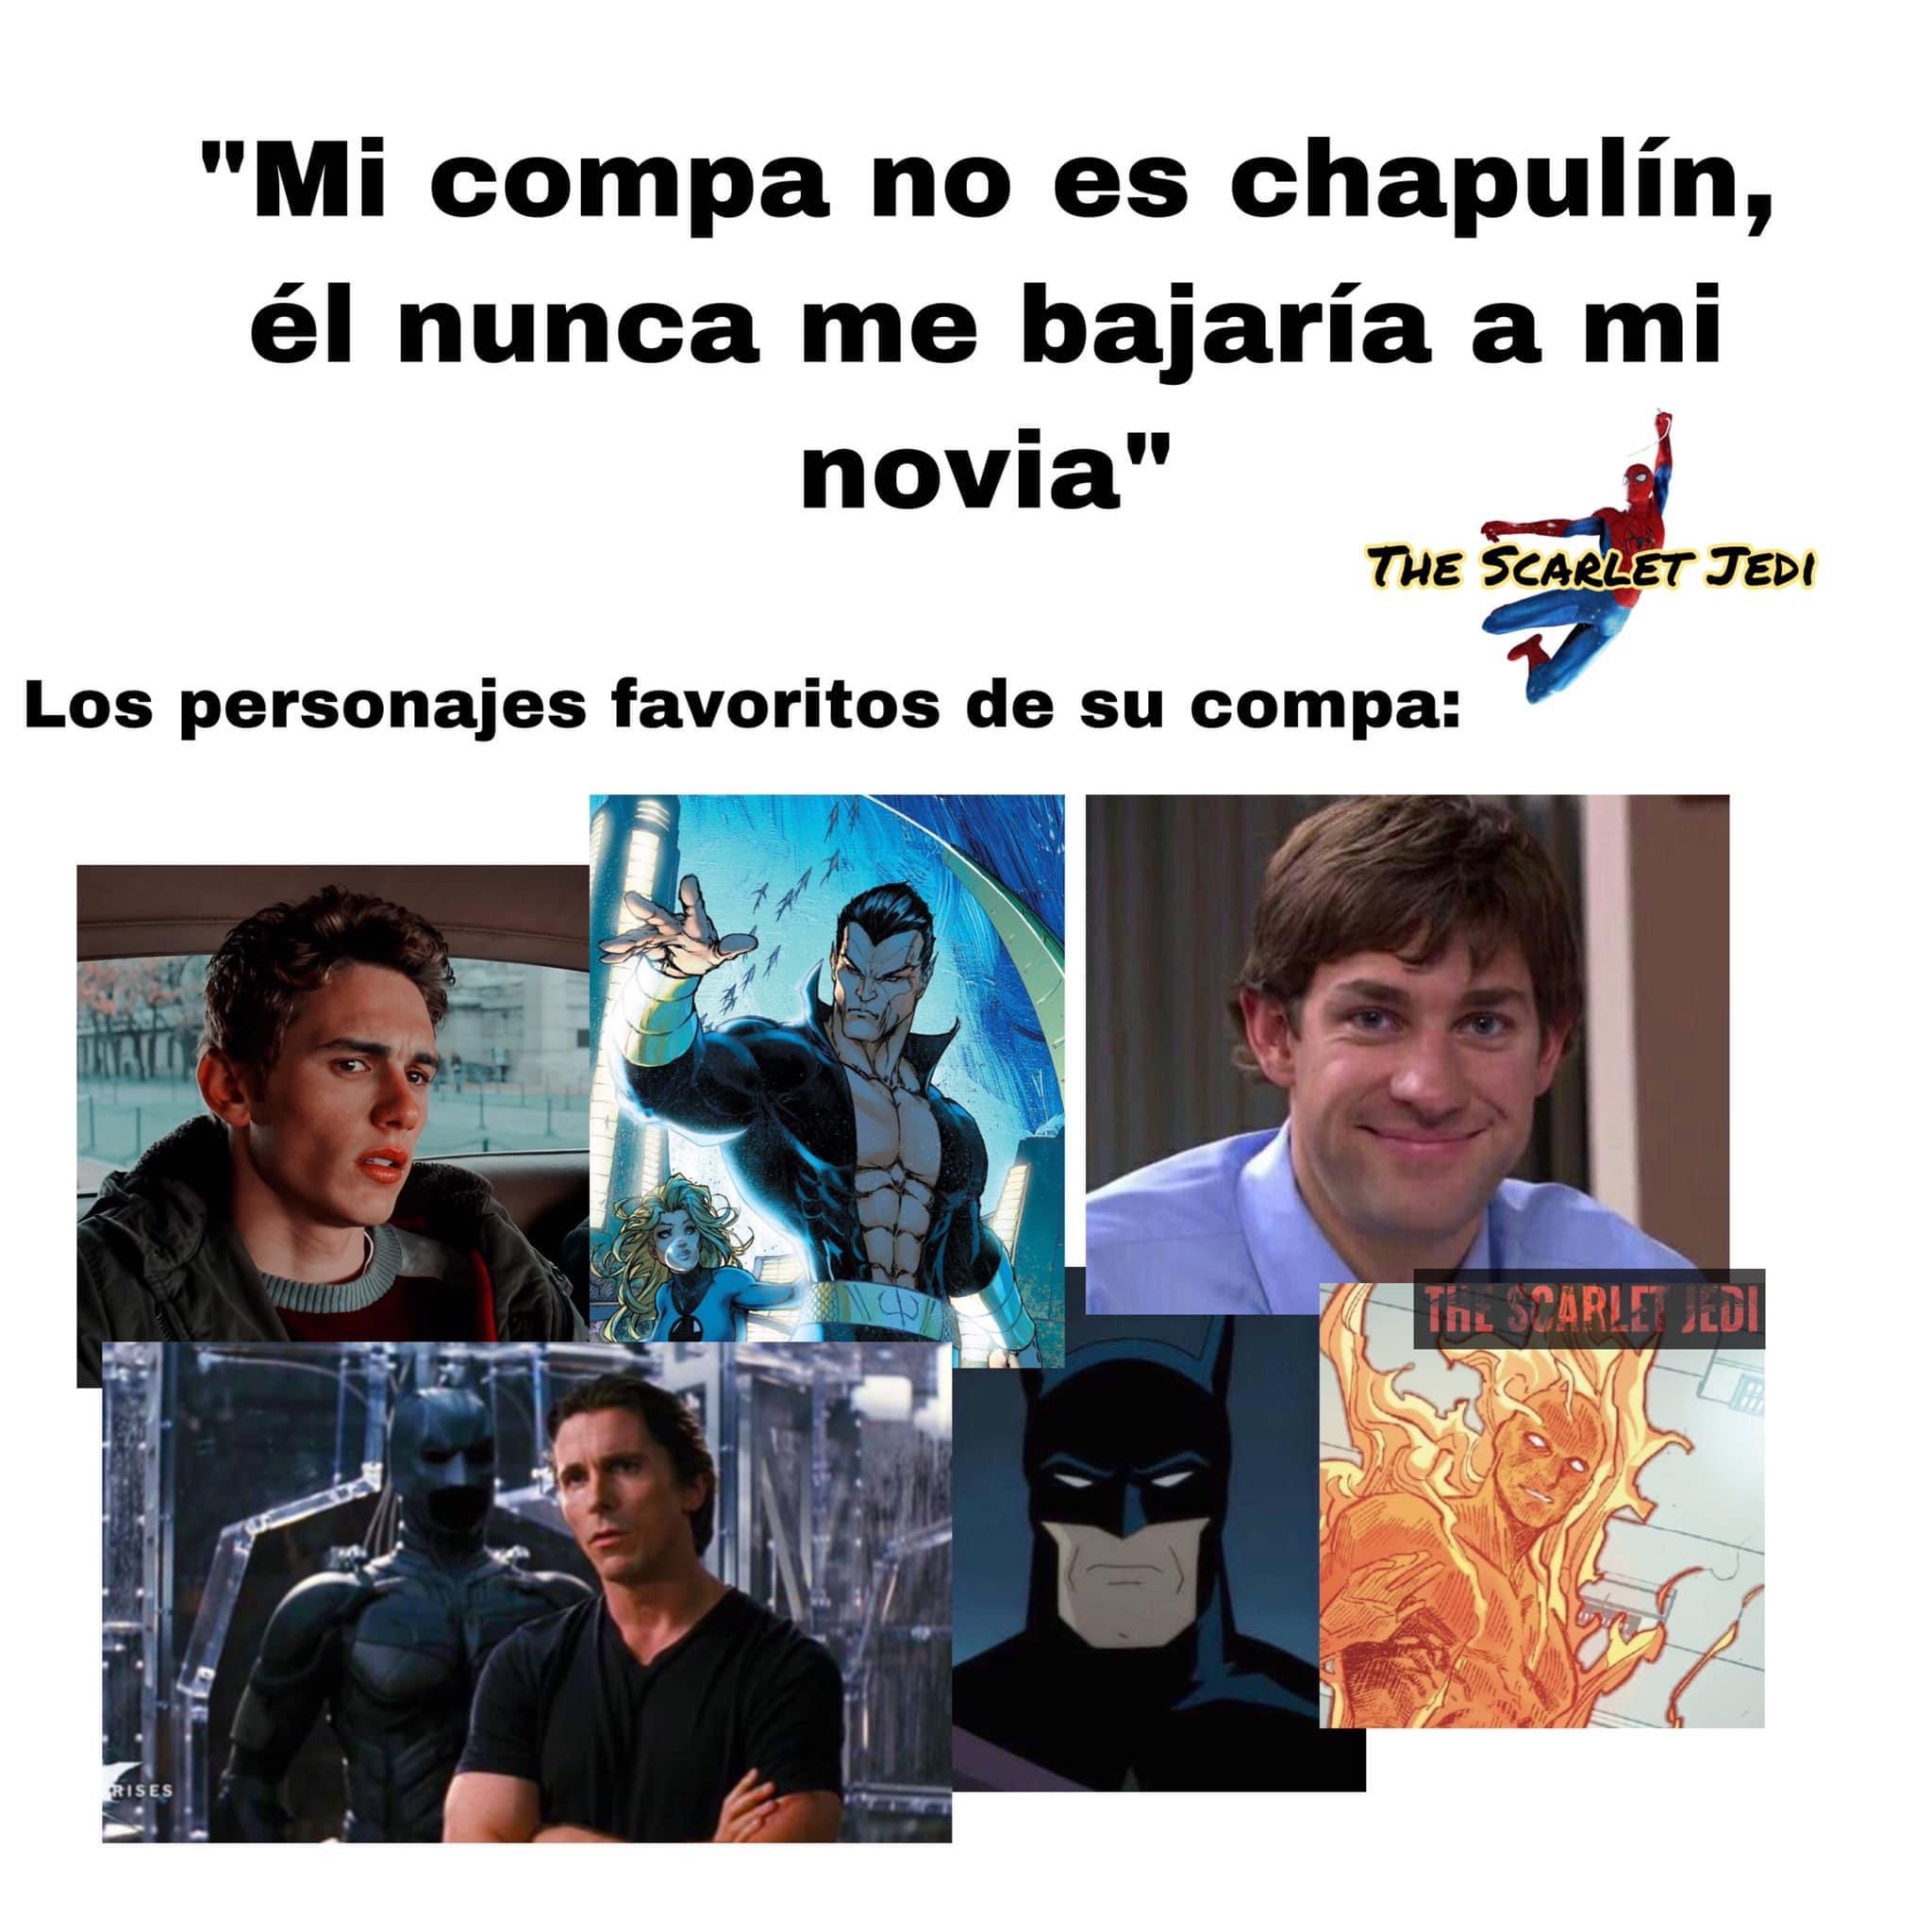 "Mi compa no es chapulín,
él nunca me bajaría a mi
novia"
THE SCARLET JEDI
Los personajes favoritos de su compa:
THE SCARLET JEDI
RISES